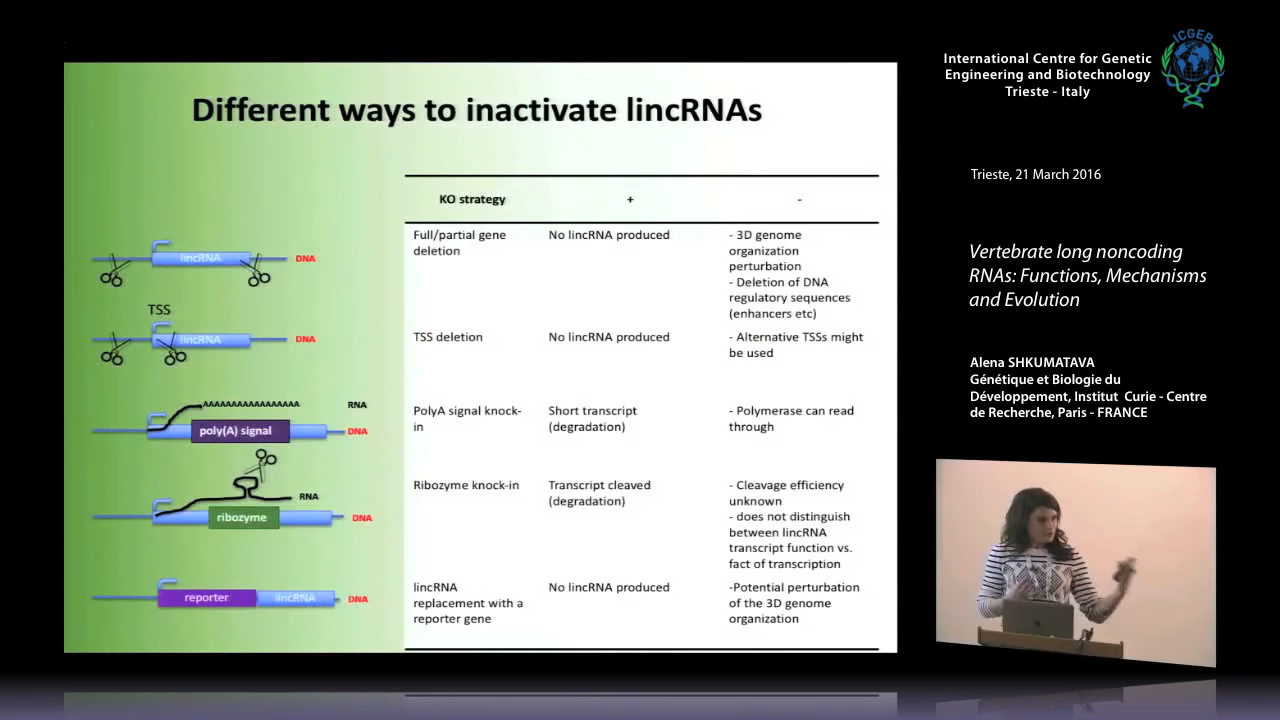 Different ways to inactivate lincRNAs
KO strategy
+
-
lincRNA
DNA
Full/partial gene
deletion
No lincRNA produced
- 3D genome
organization
perturbation
- Deletion of DNA
regulatory sequences
(enhancers etc)
TSS
lincRNA
DNA
TSS deletion
No lincRNA produced
- Alternative TSSs might
be used
AAAAAAAAAAAAAAAAA
RNA
poly(A) signal
DNA
PolyA signal knock-
in
Short transcript
(degradation)
- Polymerase can read
through
RNA
ribozyme
DNA
Ribozyme knock-in
Transcript cleaved
(degradation)
- Cleavage efficiency
unknown
- does not distinguish
between lincRNA
transcript function vs.
fact of transcription
reporter
lincRNA
DNA
lincRNA
replacement with a
reporter gene
No lincRNA produced
-Potential perturbation
of the 3D genome
organization
International Centre for Genetic
Engineering and Biotechnology
Trieste - Italy
ICGEB
Trieste, 21 March 2016
Vertebrate long noncoding
RNAs: Functions, Mechanisms
and Evolution
Alena SHKUMATAVA
Génétique et Biologie du
Développement, Institut Curie - Centre
de Recherche, Paris - FRANCE